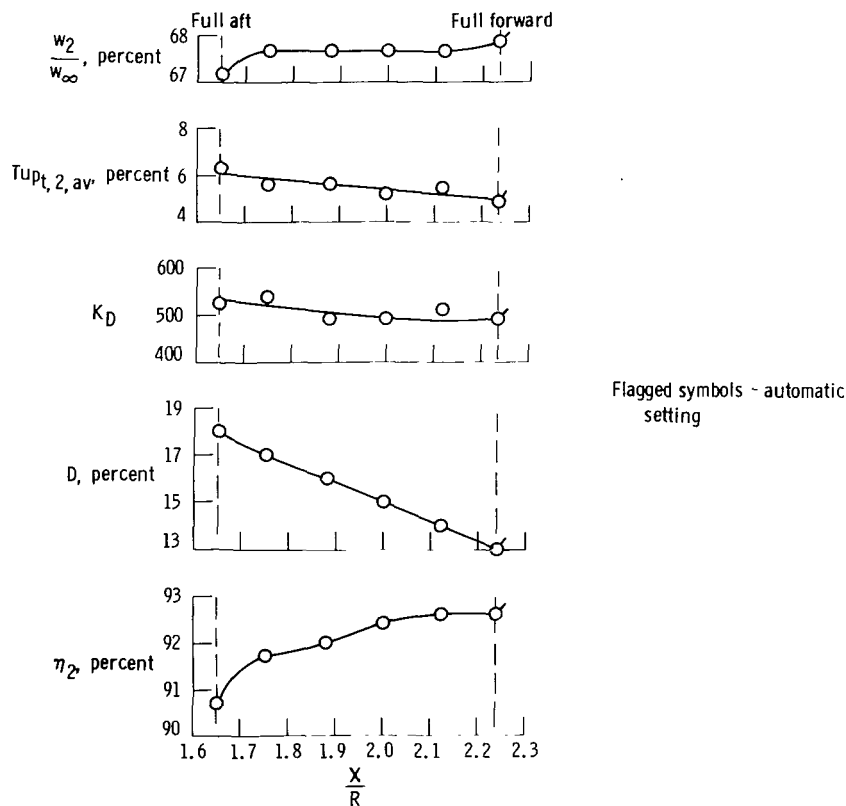 Full aft
Full forward
w2/w∞, percent
68
67
Tupt, 2, av, percent
8
6
4
KD
600
500
400
Flagged symbols - automatic
setting
D, percent
19
17
15
13
η2, percent
93
92
91
90
1.6 1.7 1.8 1.9 2.0 2.1 2.2 2.3
X/R